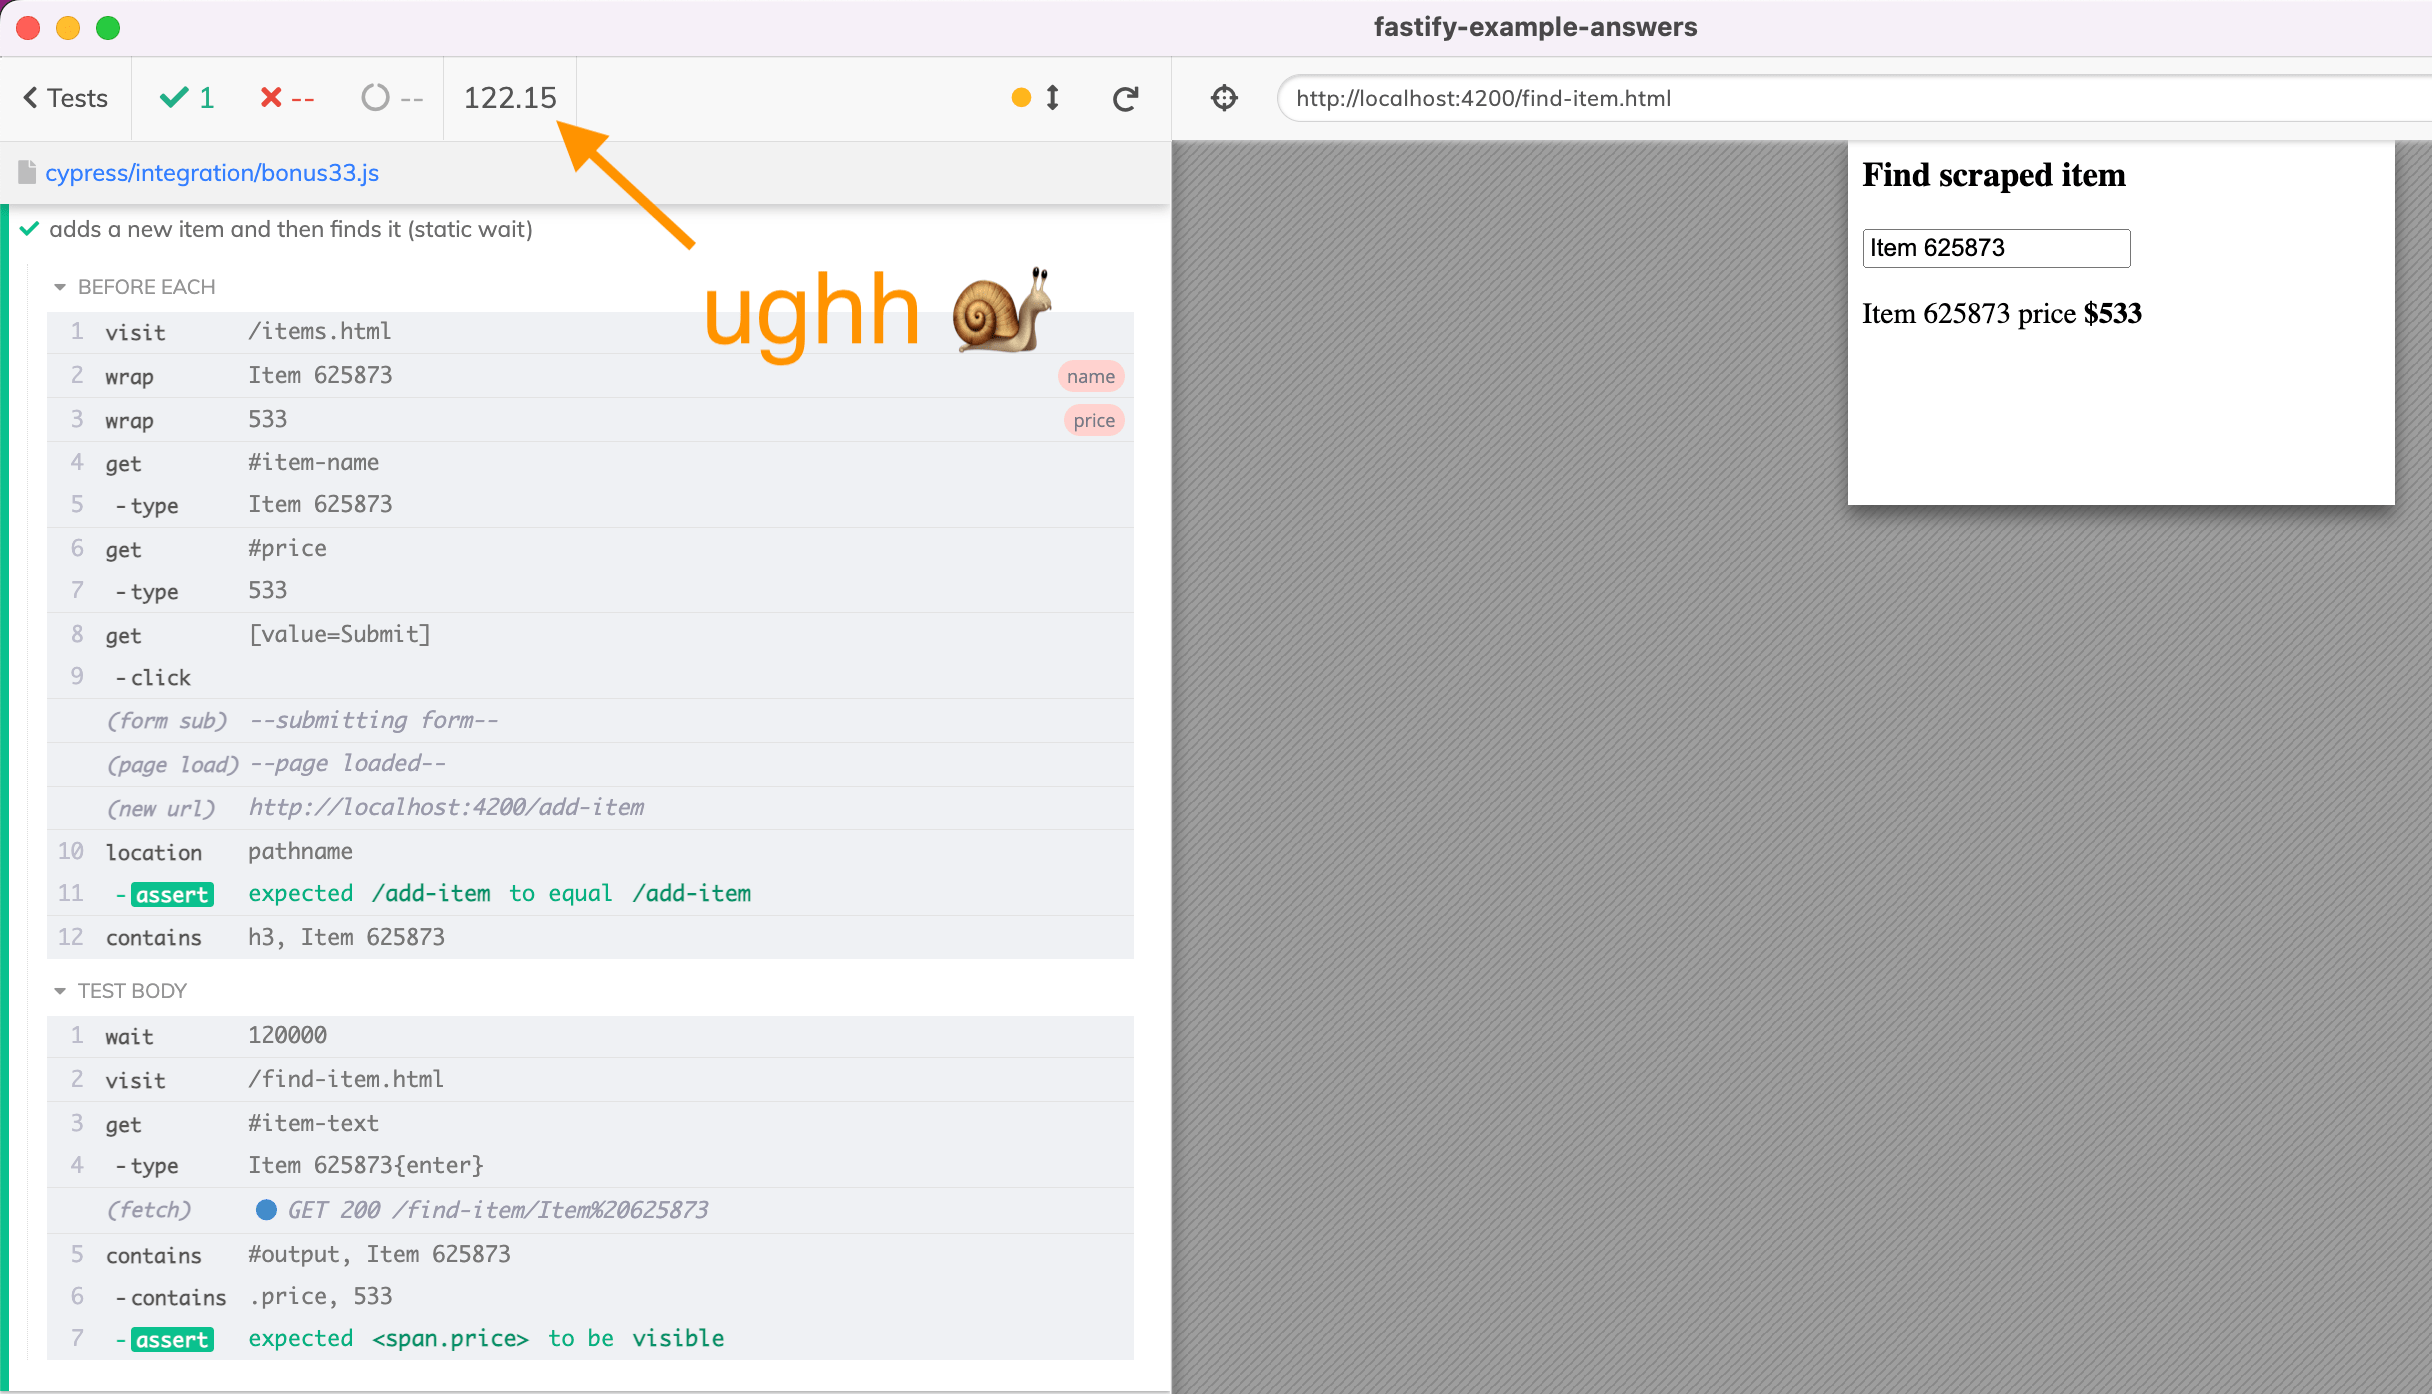 fastify-example-answers
Tests 1 -- -- 122.15
http://localhost:4200/find-item.html
cypress/integration/bonus33.js
adds a new item and then finds it (static wait)
ughh
BEFORE EACH
1 visit /items.html
2 wrap Item 625873 name
3 wrap 533 price
4 get #item-name
5 -type Item 625873
6 get #price
7 -type 533
8 get [value=Submit]
9 -click
(form sub) --submitting form--
(page load) --page loaded--
(new url) http://localhost:4200/add-item
10 location pathname
11 -assert expected /add-item to equal /add-item
12 contains h3, Item 625873
TEST BODY
1 wait 120000
2 visit /find-item.html
3 get #item-text
4 -type Item 625873{enter}
(fetch) GET 200 /find-item/Item%20625873
5 contains #output, Item 625873
6 -contains .price, 533
7 -assert expected <span.price> to be visible
Find scraped item
Item 625873
Item 625873 price $533